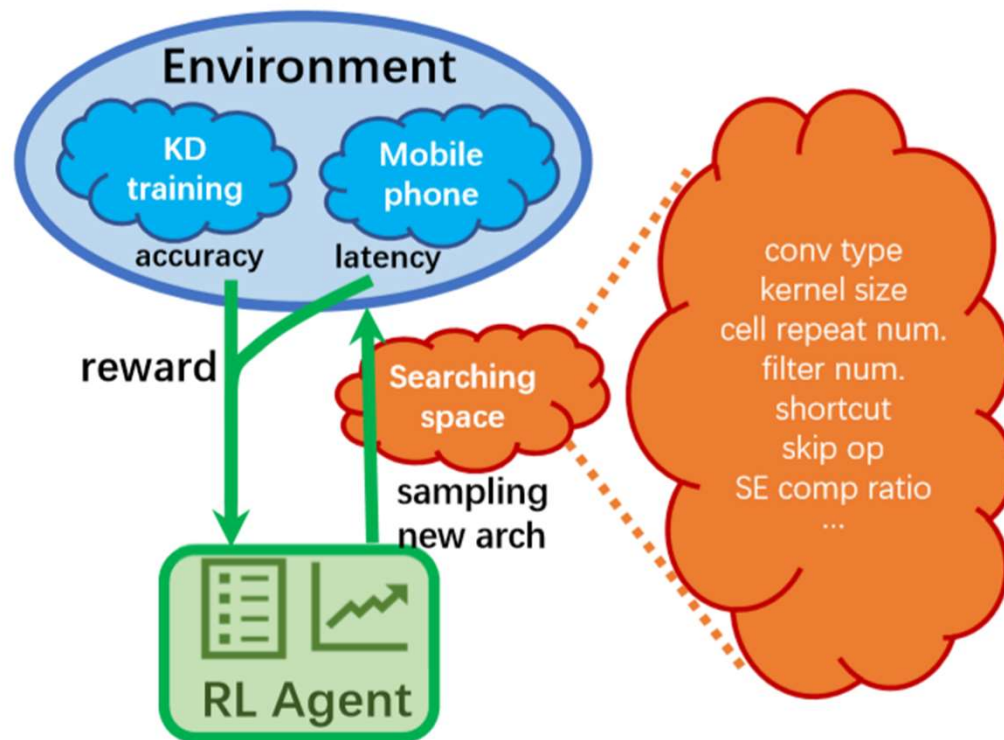 Environment
KD
training
Mobile
phone
accuracy
latency
reward
Searching
space
sampling
new arch
RL Agent
conv type
kernel size
cell repeat num.
filter num.
shortcut
skip op
SE comp ratio
...